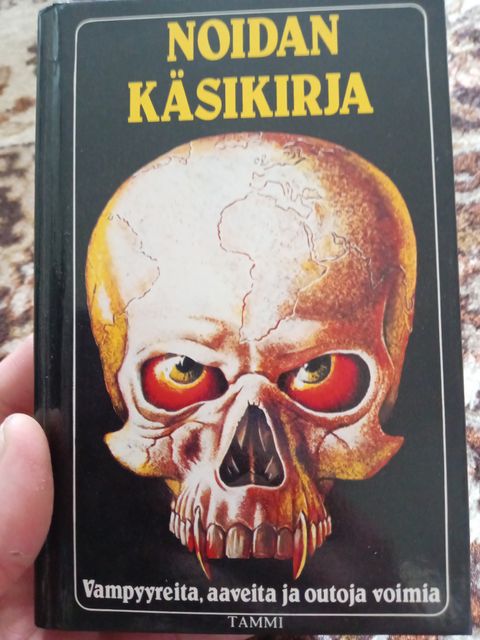 NOIDAN
KÄSIKIRJA
Vampyyreita, aaveita ja outoja voimia
TAMMI